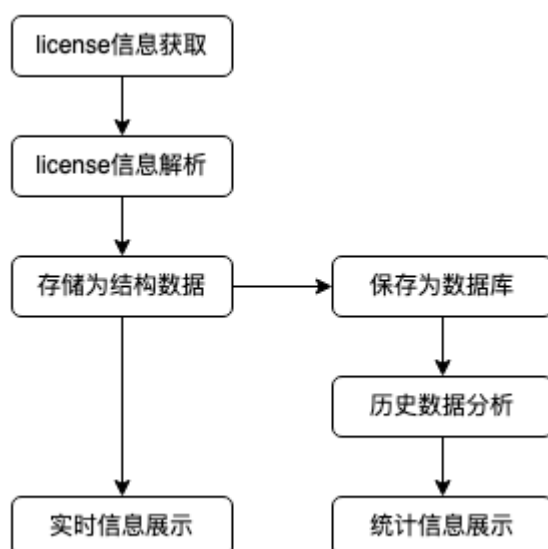 license信息获取
license信息解析
存储为结构数据
保存为数据库
历史数据分析
实时信息展示
统计信息展示